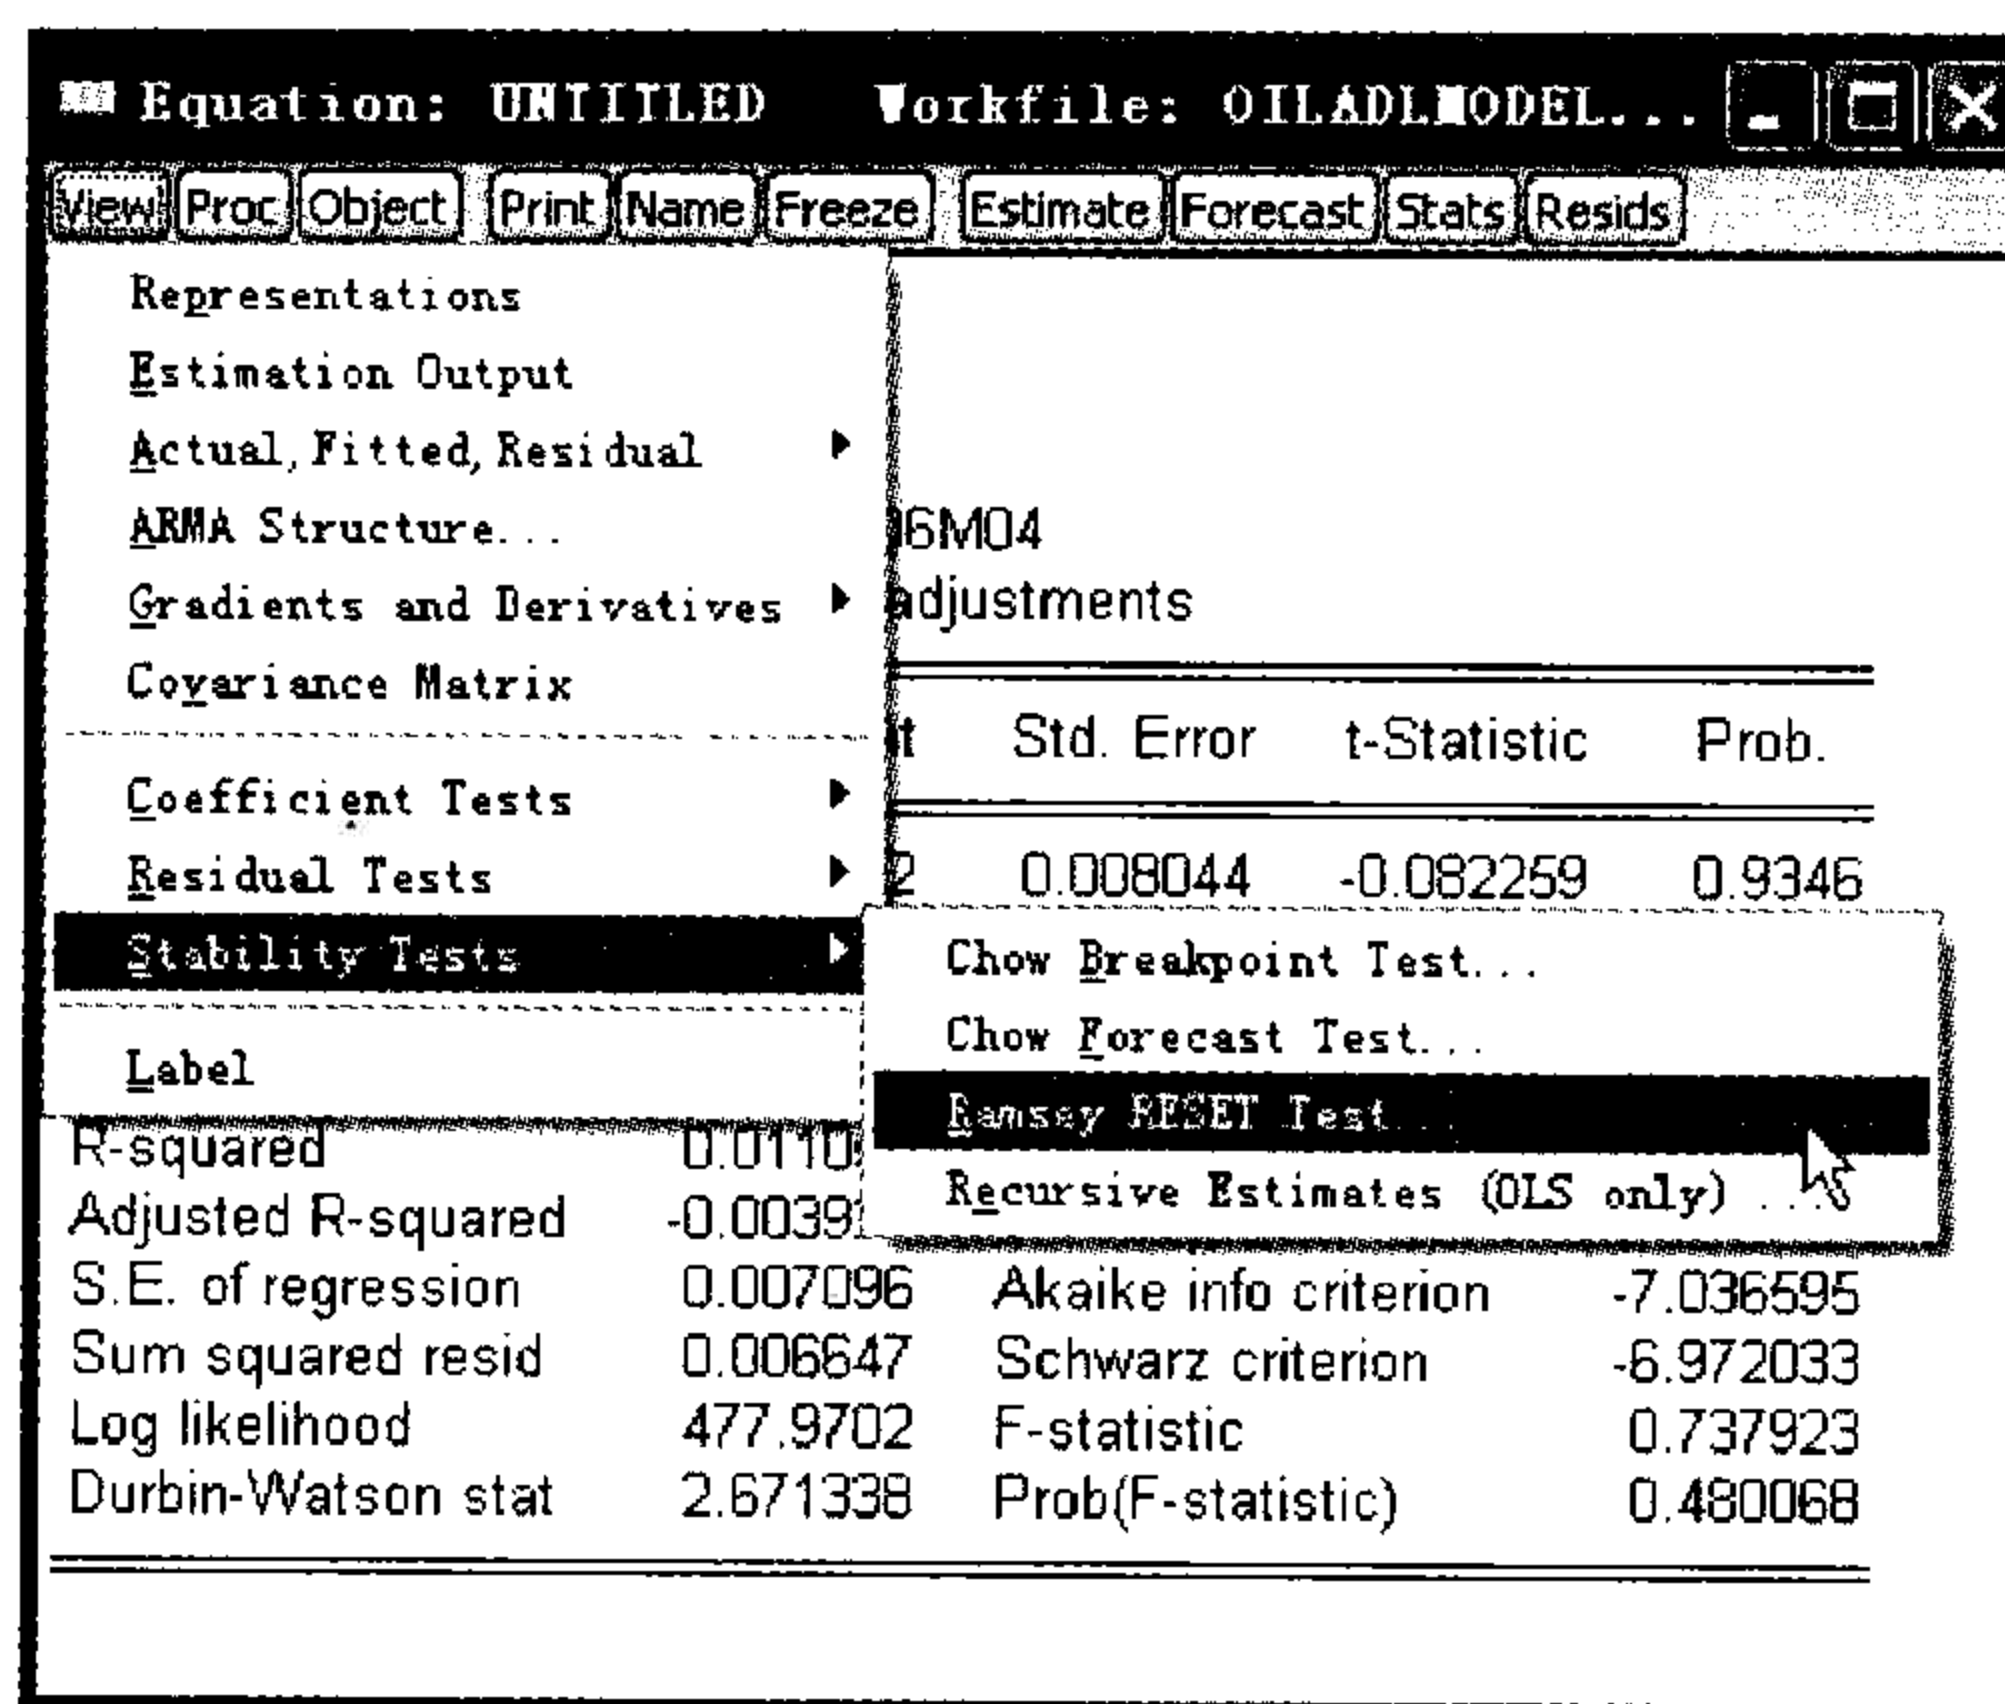 Equation: UNTITLED Workfile: OILADLMODEL...
View Proc Object Print Name Freeze Estimate Forecast Stats Resids
Representations
Estimation Output
Actual,Fitted,Residual
ARMA Structure...
6M04
Gradients and Derivatives
adjustments
Covariance Matrix
t Std. Error t-Statistic Prob.
Coefficient Tests
Residual Tests
2 0.008044 -0.082259 0.9346
Stability Tests
Chow Breakpoint Test...
Chow Forecast Test...
Label
Ramsey RESET Test...
R-squared 0.0110
Recursive Estimates (OLS only) ...
Adjusted R-squared -0.0039
S.E. of regression 0.007096 Akaike info criterion -7.036595
Sum squared resid 0.006647 Schwarz criterion -6.972033
Log likelihood 477.9702 F-statistic 0.737923
Durbin-Watson stat 2.671338 Prob(F-statistic) 0.480068